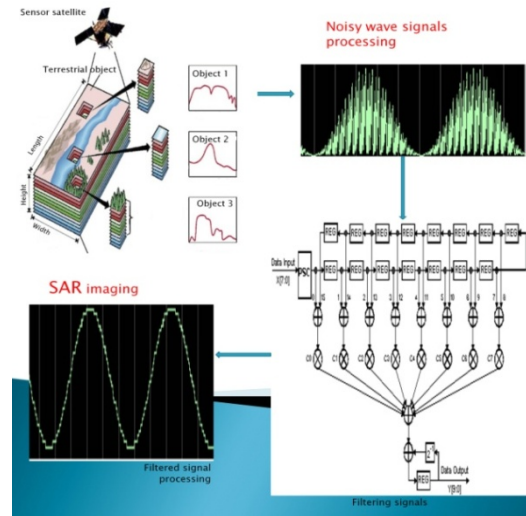 Sensor satellite
Terrestrial object
Length
Height
Width
Object 1
Object 2
Object 3
Noisy wave signals
processing
REG REG REG REG REG REG REG
Data Input
X[7:0]
PSC
REG REG REG REG REG REG REG
C0 C1 C2 C3 C4 C5 C6 C7
Data Output
REG
Y[9:0]
Filtering signals
SAR imaging
Filtered signal
processing